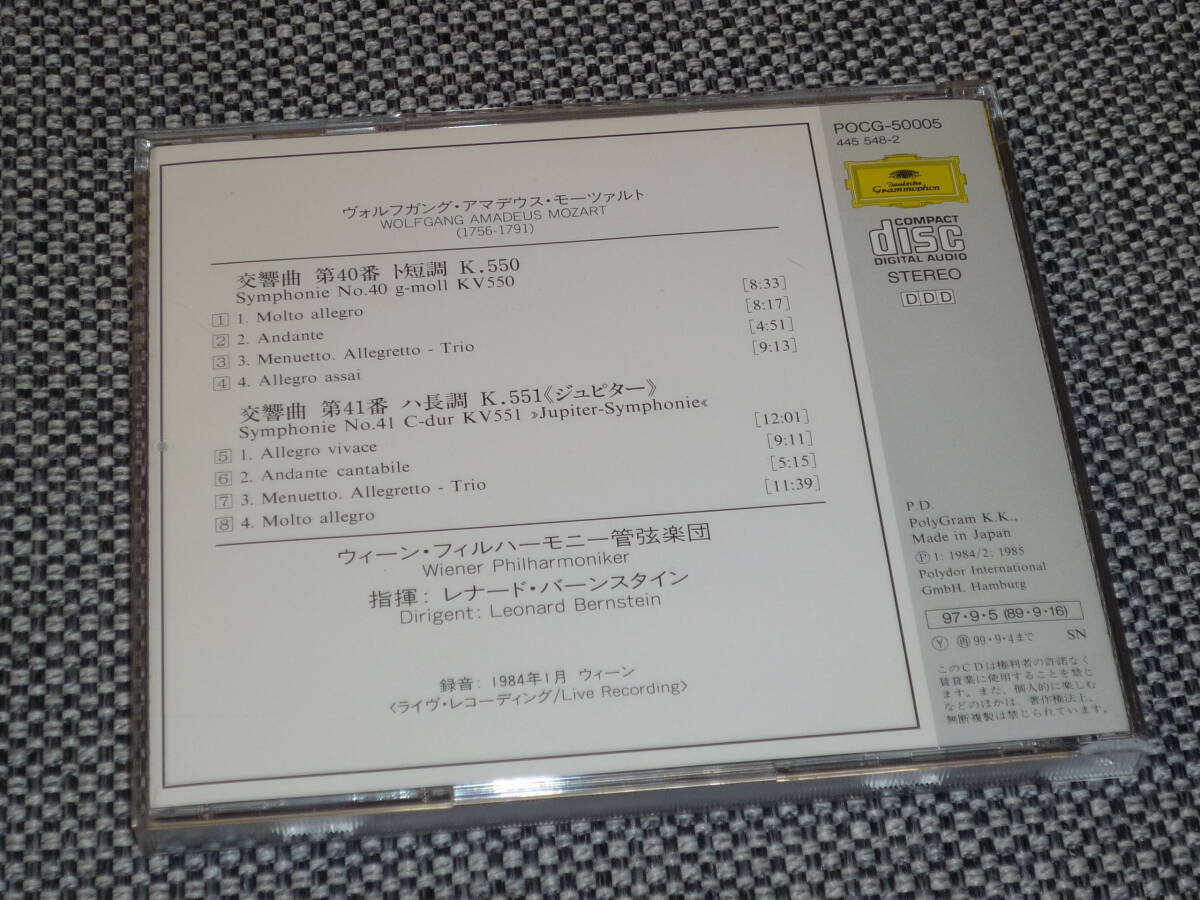 ヴォルフガング・アマデウス・モーツァルト
WOLFGANG AMADEUS MOZART
(1756-1791)
交響曲 第40番 ト短調 K.550
Symphonie No.40 g-moll KV550
1 1. Molto allegro [8:33]
2 2. Andante [8:17]
3 3. Menuetto. Allegretto - Trio [4:51]
4 4. Allegro assai [9:13]
交響曲 第41番 ハ長調 K.551《ジュピター》
Symphonie No.41 C-dur KV551 »Jupiter-Symphonie«
5 1. Allegro vivace [12:01]
6 2. Andante cantabile [9:11]
7 3. Menuetto. Allegretto - Trio [5:15]
8 4. Molto allegro [11:39]
ウィーン・フィルハーモニー管弦楽団
Wiener Philharmoniker
指揮: レナード・バーンスタイン
Dirigent: Leonard Bernstein
録音: 1984年1月 ウィーン
〈ライヴ・レコーディング/Live Recording〉
POCG-50005
445 548-2
Deutsche
Grammophon
COMPACT
disc
DIGITAL AUDIO
STEREO
DDD
P.D.
PolyGram K.K.,
Made in Japan
Ⓟ 1: 1984/2: 1985
Polydor International
GmbH. Hamburg
97・9・5 (89・9・16)
Ⓨ 再 99・9・4まで SN
このCDは権利者の許諾なく
賃貸業に使用することを禁じ
ます。また、個人的に楽しむ
などのほかは、著作権法上、
無断複製は禁じられています。